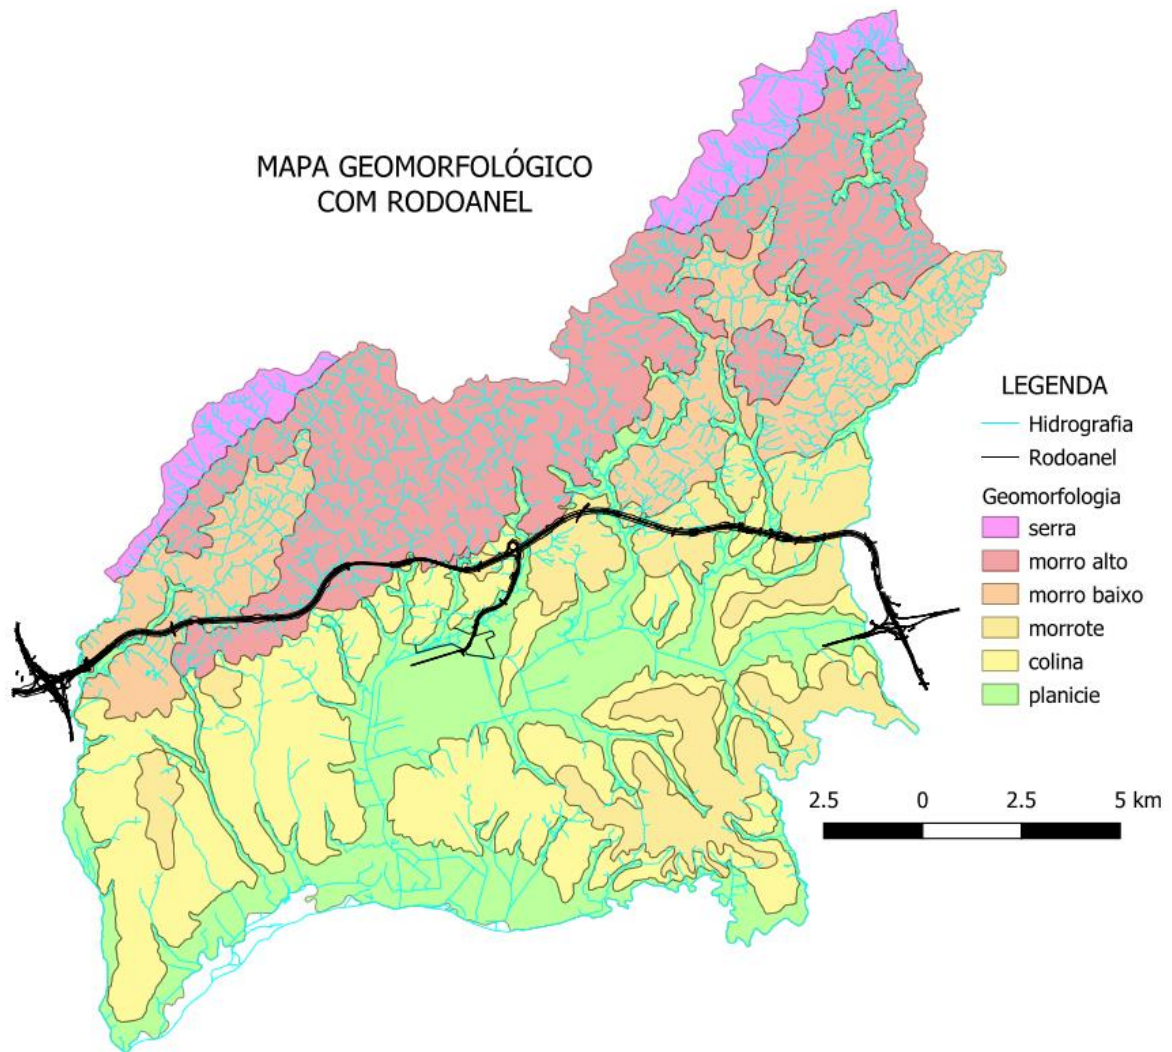 MAPA GEOMORFOLÓGICO
COM RODOANEL
LEGENDA
Hidrografia
Rodoanel
Geomorfologia
serra
morro alto
morro baixo
morrote
colina
planicie
2.5 0 2.5 5 km